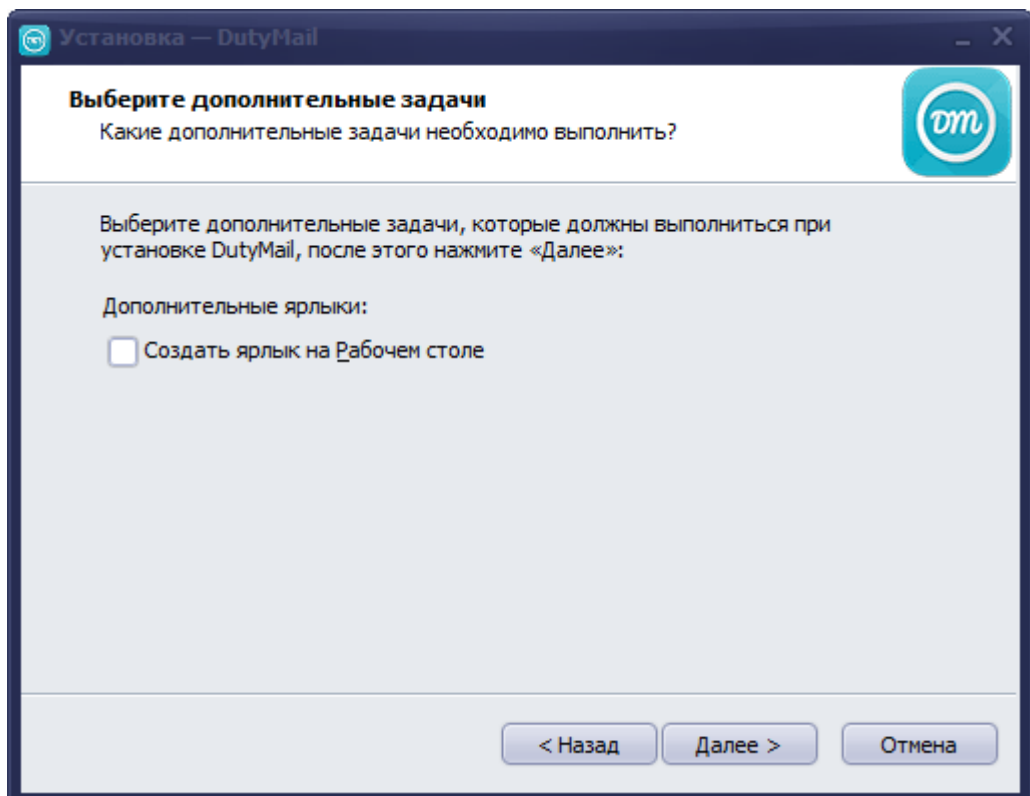 Установка — DutyMail
Выберите дополнительные задачи
Какие дополнительные задачи необходимо выполнить?
dm
Выберите дополнительные задачи, которые должны выполниться при
установке DutyMail, после этого нажмите «Далее»:
Дополнительные ярлыки:
Создать ярлык на Рабочем столе
< Назад
Далее >
Отмена